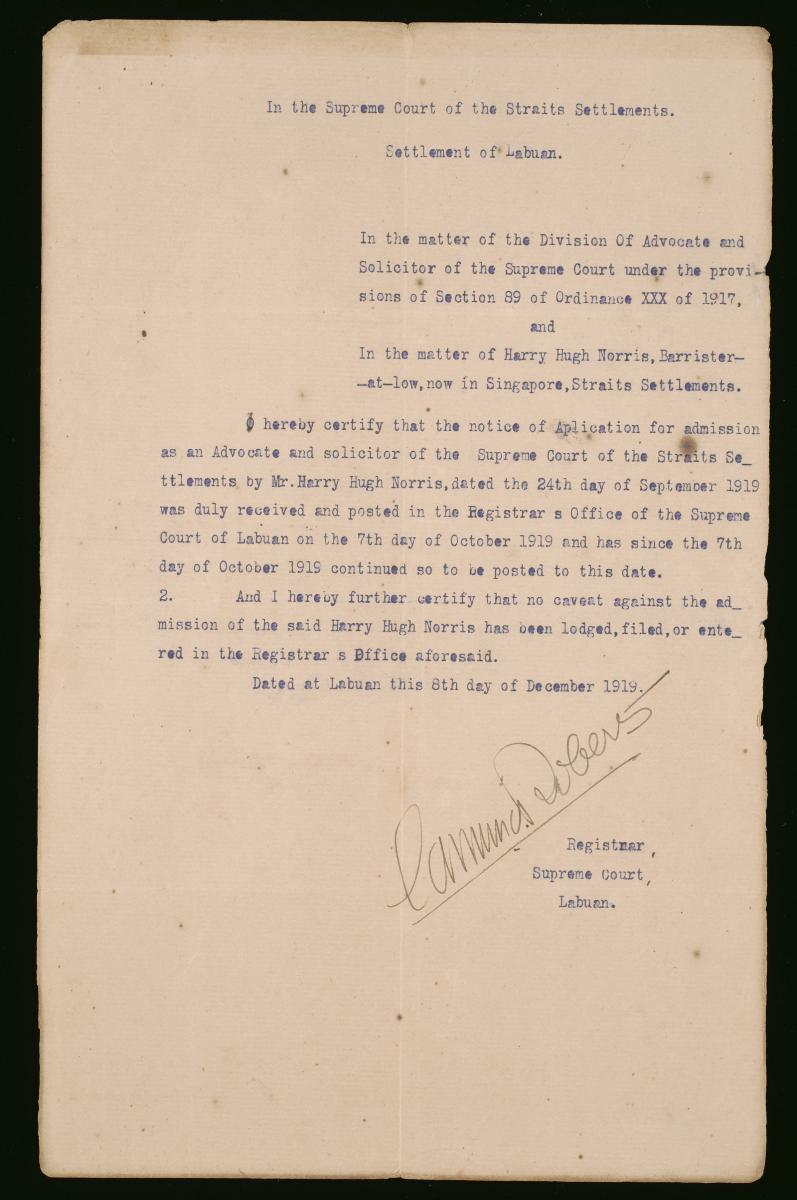 In the Supreme Court of the Straits Settlements.
Settlement of Labuan.
In the matter of the Division Of Advocate and
Solicitor of the Supreme Court under the provi-
sions of Section 89 of Ordinance XXX of 1917,
and
In the matter of Harry Hugh Norris, Barrister-
-at-low, now in Singapore, Straits Settlements.
I hereby certify that the notice of Aplication for admission
as an Advocate and solicitor of the Supreme Court of the Straits Se_
ttlements by Mr. Harry Hugh Norris, dated the 24th day of September 1919
was duly received and posted in the Registrar s Office of the Supreme
Court of Labuan on the 7th day of October 1919 and has since the 7th
day of October 1919 continued so to be posted to this date.
2. And I hereby further certify that no caveat against the ad_
mission of the said Harry Hugh Norris has been lodged, filed, or ente_
red in the Registrar s Office aforesaid.
Dated at Labuan this 8th day of December 1919.
Registrar,
Supreme Court,
Labuan.